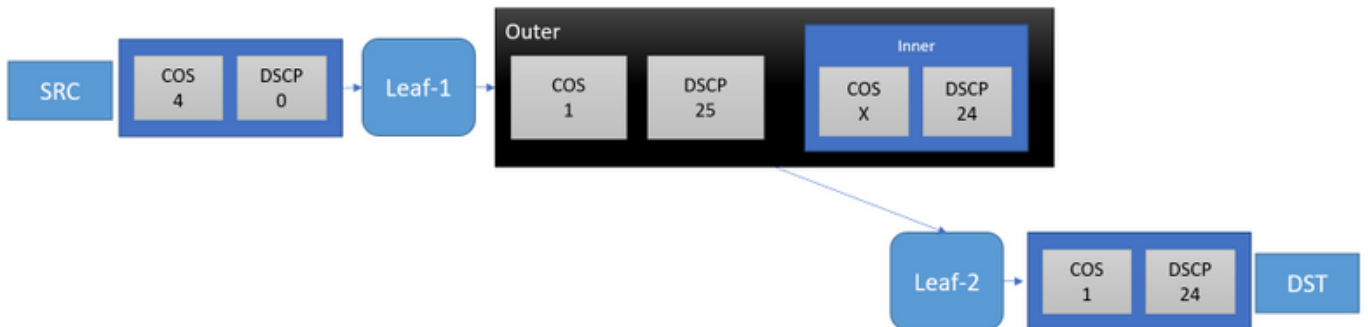 SRC
COS
4
DSCP
0
Leaf-1
Outer
COS
1
DSCP
25
Inner
COS
X
DSCP
24
Leaf-2
COS
1
DSCP
24
DST